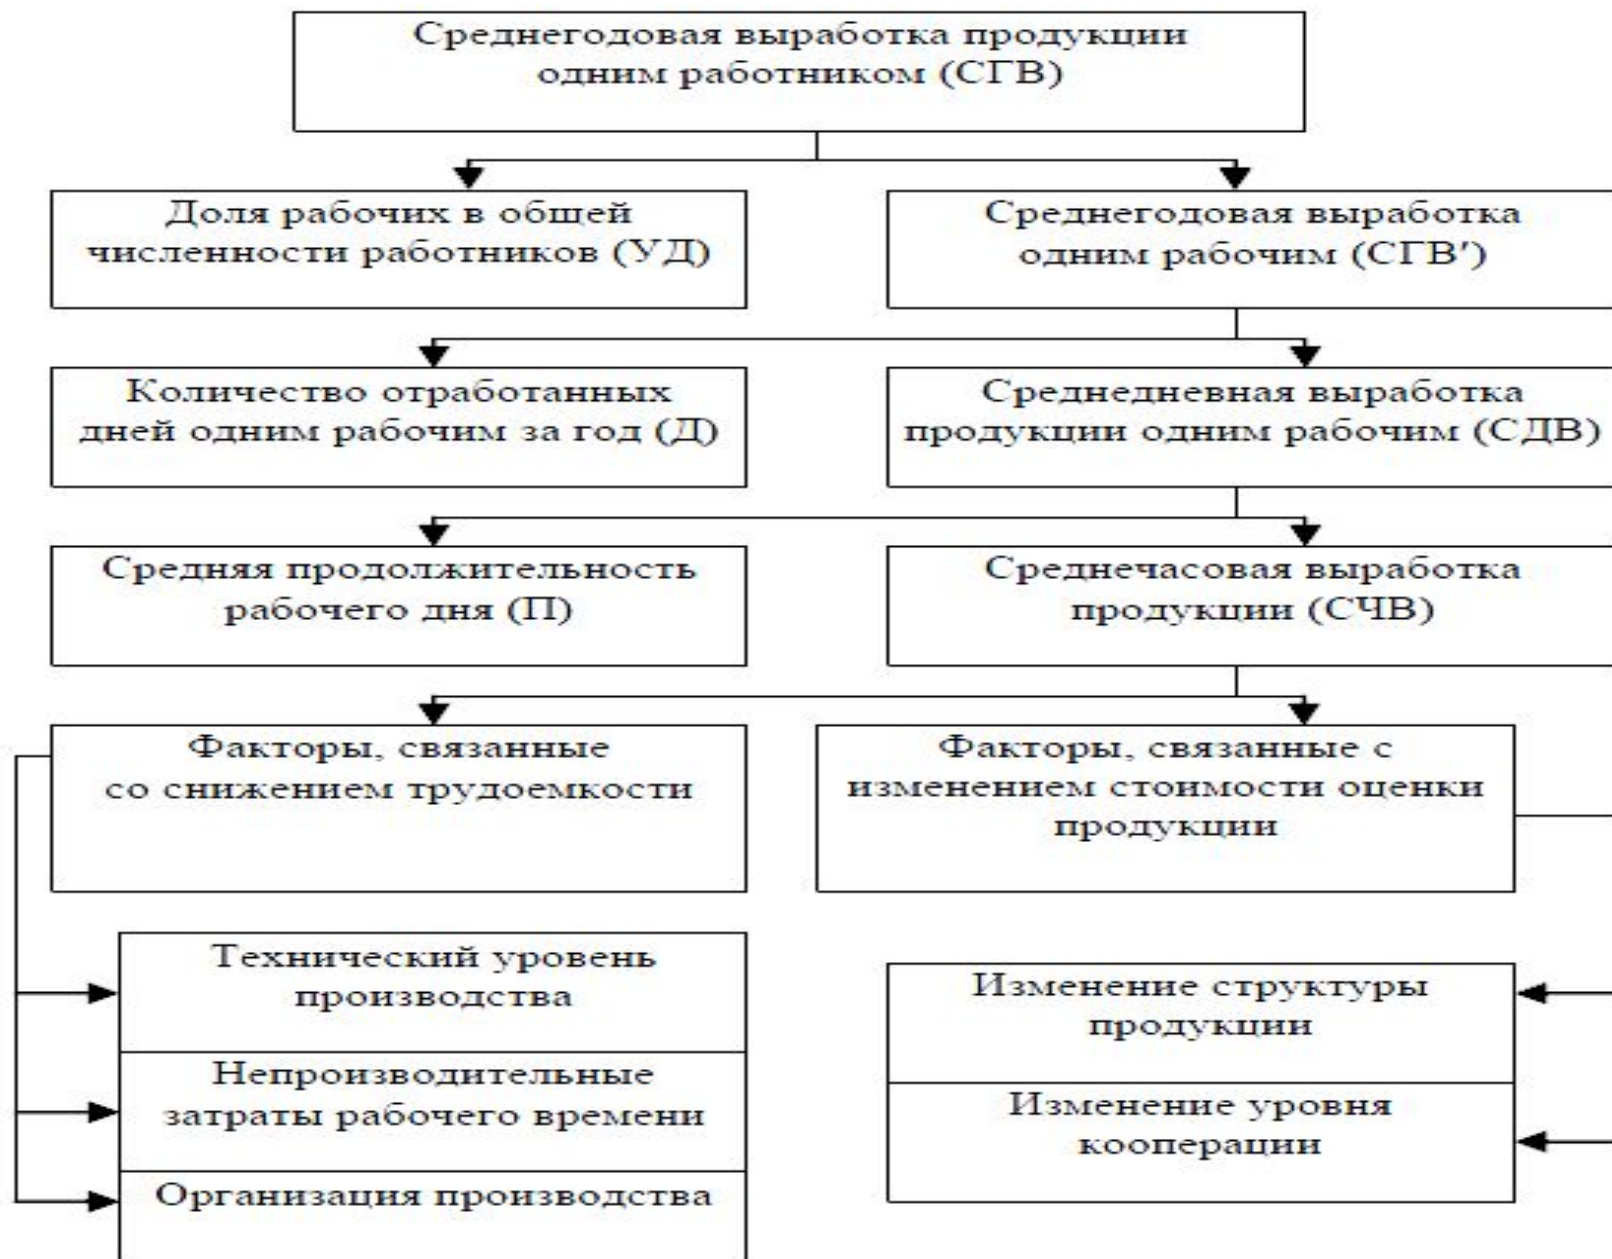 Среднегодовая выработка продукции
одним работником (СГВ)
Доля рабочих в общей
численности работников (УД)
Среднегодовая выработка
одним рабочим (СГВ′)
Количество отработанных
дней одним рабочим за год (Д)
Среднедневная выработка
продукции одним рабочим (СДВ)
Средняя продолжительность
рабочего дня (П)
Среднечасовая выработка
продукции (СЧВ)
Факторы, связанные
со снижением трудоемкости
Факторы, связанные с
изменением стоимости оценки
продукции
Технический уровень
производства
Непроизводительные
затраты рабочего времени
Организация производства
Изменение структуры
продукции
Изменение уровня
кооперации